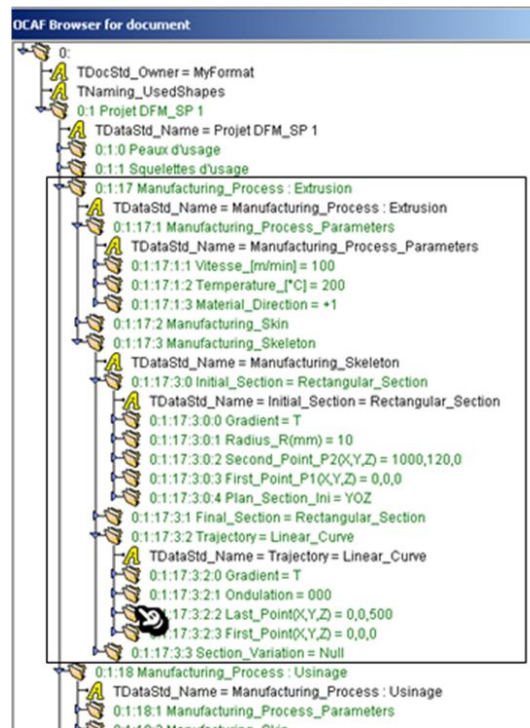 OCAF Browser for document
0:
TDocStd_Owner = MyFormat
TNaming_UsedShapes
0:1 Projet DFM_SP 1
TDataStd_Name = Projet DFM_SP 1
0:1:0 Peaux d'usage
0:1:1 Squelettes d'usage
0:1:17 Manufacturing_Process : Extrusion
TDataStd_Name = Manufacturing_Process : Extrusion
0:1:17:1 Manufacturing_Process_Parameters
TDataStd_Name = Manufacturing_Process_Parameters
0:1:17:1:1 Vitesse_[m/min] = 100
0:1:17:1:2 Temperature_[°C] = 200
0:1:17:1:3 Material_Direction = +1
0:1:17:2 Manufacturing_Skin
0:1:17:3 Manufacturing_Skeleton
TDataStd_Name = Manufacturing_Skeleton
0:1:17:3:0 Initial_Section = Rectangular_Section
TDataStd_Name = Initial_Section = Rectangular_Section
0:1:17:3:0:0 Gradient = T
0:1:17:3:0:1 Radius_R(mm) = 10
0:1:17:3:0:2 Second_Point_P2(X,Y,Z) = 1000,120,0
0:1:17:3:0:3 First_Point_P1(X,Y,Z) = 0,0,0
0:1:17:3:0:4 Plan_Section_Ini = YOZ
0:1:17:3:1 Final_Section = Rectangular_Section
0:1:17:3:2 Trajectory = Linear_Curve
TDataStd_Name = Trajectory = Linear_Curve
0:1:17:3:2:0 Gradient = T
0:1:17:3:2:1 Ondulation = 000
:17:3:2:2 Last_Point(X,Y,Z) = 0,0,500
:17:3:2:3 First_Point(X,Y,Z) = 0,0,0
0:1:17:3:3 Section_Variation = Null
0:1:18 Manufacturing_Process : Usinage
TDataStd_Name = Manufacturing_Process : Usinage
0:1:18:1 Manufacturing_Process_Parameters
0:1:18:2 Manufacturing_Skin